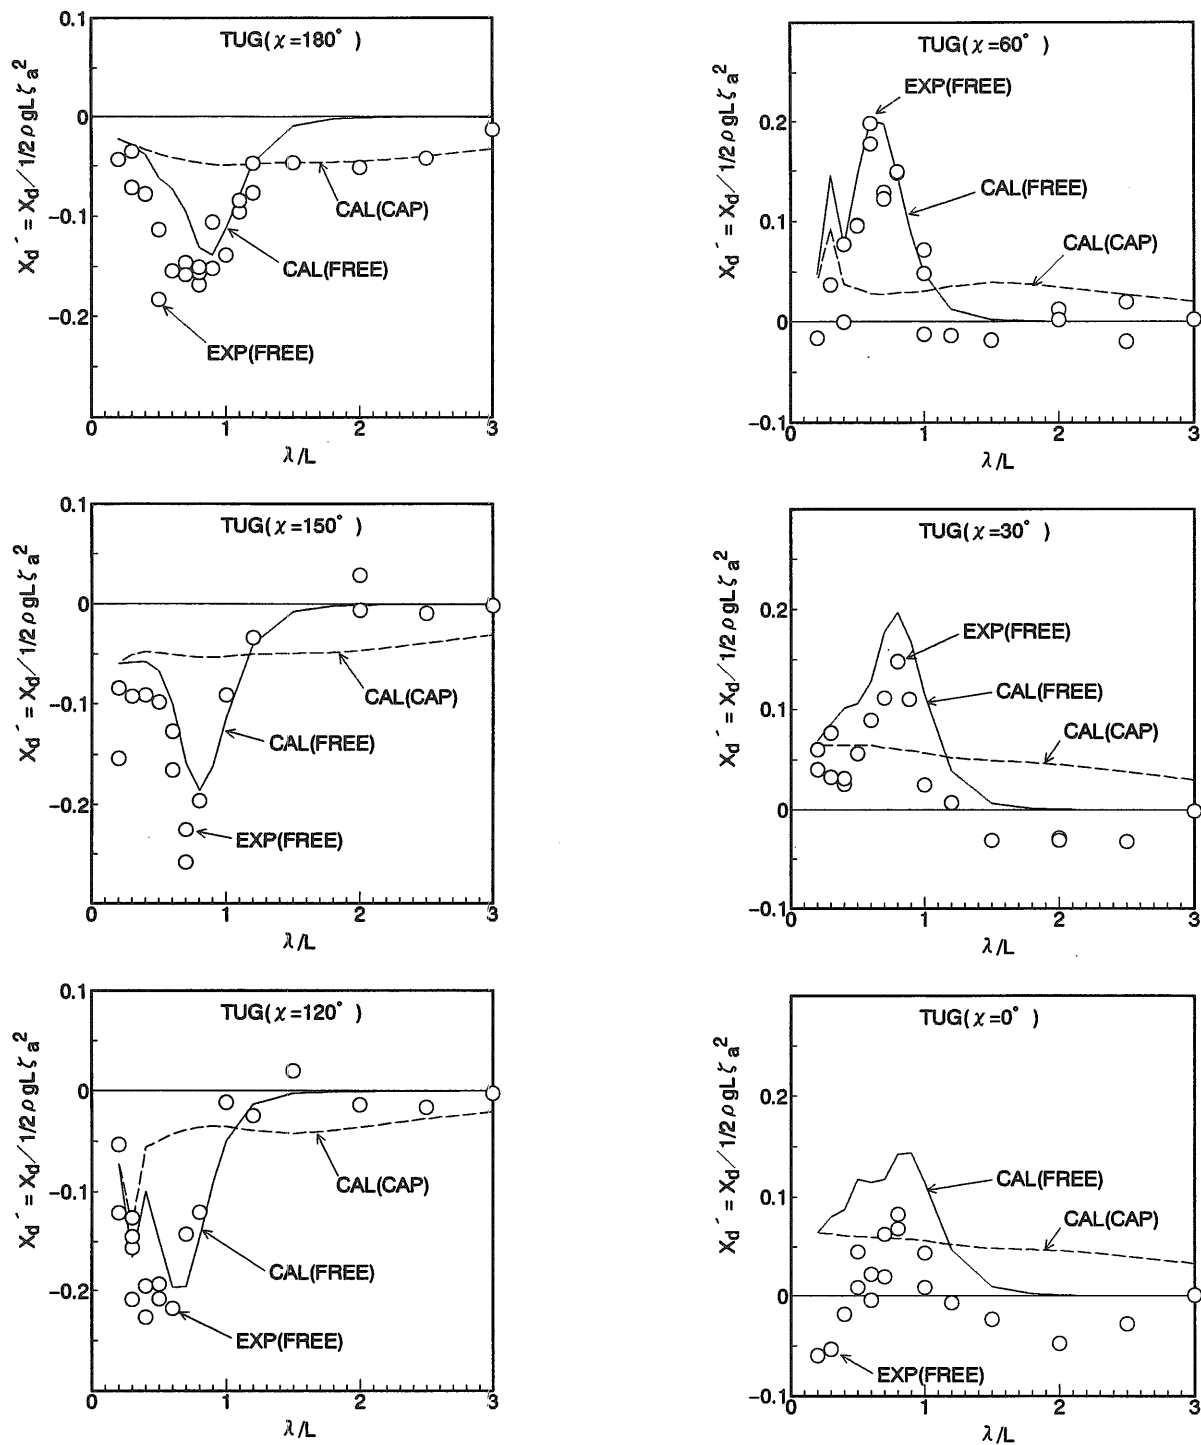 TUG(χ=180° )
Xd´ = Xd/1/2ρgLζa²
0.1
0
−0.1
−0.2
CAL(CAP)
CAL(FREE)
EXP(FREE)
0 1 2 3
λ/L
TUG(χ=150° )
Xd´ = Xd/1/2ρgLζa²
0.1
0
−0.1
−0.2
CAL(CAP)
CAL(FREE)
EXP(FREE)
0 1 2 3
λ/L
TUG(χ=120° )
Xd´ = Xd/1/2ρgLζa²
0.1
0
−0.1
−0.2
CAL(CAP)
CAL(FREE)
EXP(FREE)
0 1 2 3
λ/L
TUG(χ=60° )
Xd´ = Xd/1/2ρgLζa²
EXP(FREE)
0.2
CAL(FREE)
0.1
CAL(CAP)
0
−0.1
0 1 2 3
λ/L
TUG(χ=30° )
Xd´ = Xd/1/2ρgLζa²
0.2
EXP(FREE)
CAL(FREE)
0.1
CAL(CAP)
0
−0.1
0 1 2 3
λ/L
TUG(χ=0° )
Xd´ = Xd/1/2ρgLζa²
0.2
CAL(FREE)
0.1
CAL(CAP)
0
EXP(FREE)
−0.1
0 1 2 3
λ/L